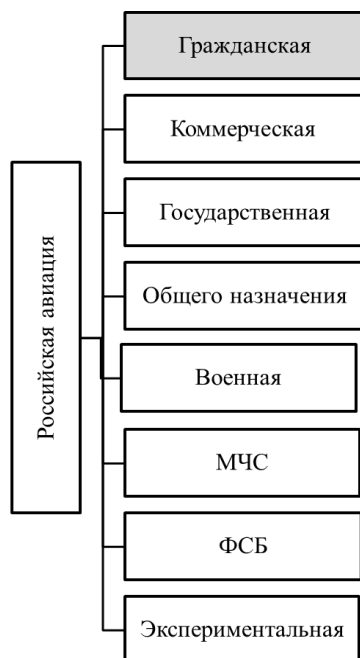 Российская авиация
Гражданская
Коммерческая
Государственная
Общего назначения
Военная
МЧС
ФСБ
Экспериментальная